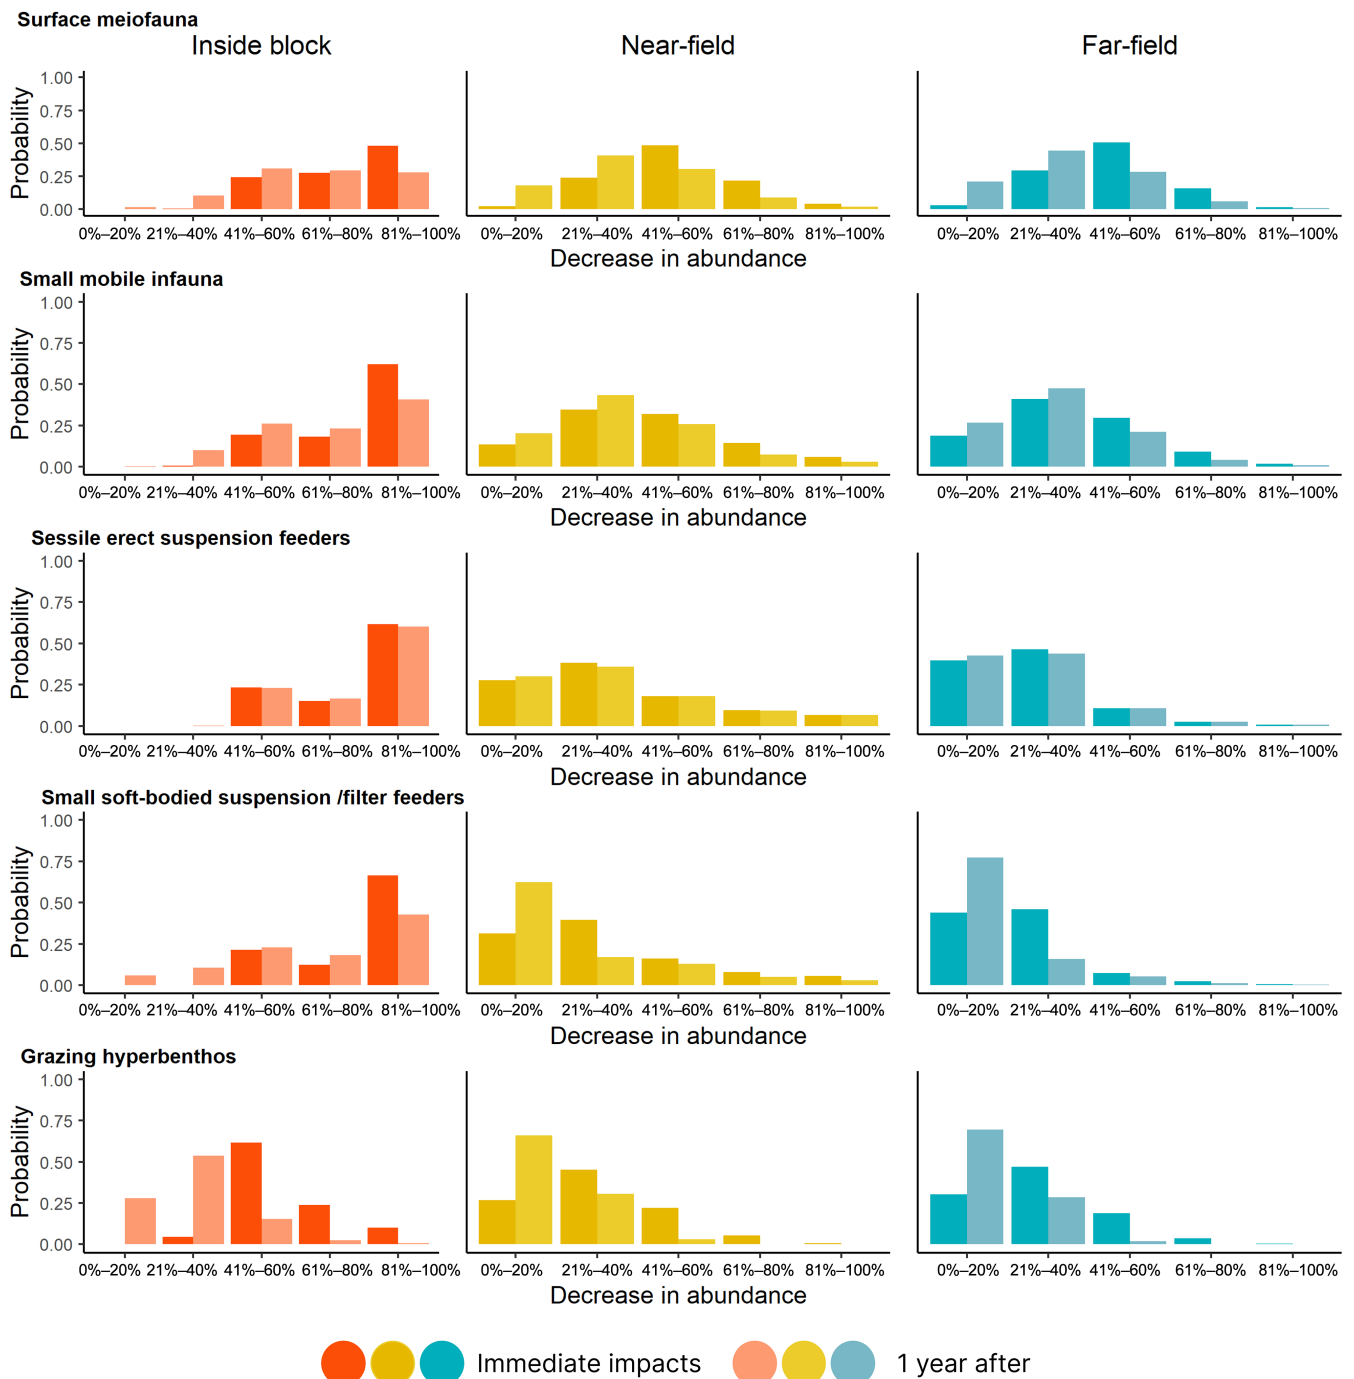 Surface meiofauna
Inside block Near-field Far-field
Probability
1.00
0.75
0.50
0.25
0.00
0%–20% 21%–40% 41%–60% 61%–80% 81%–100% 0%–20% 21%–40% 41%–60% 61%–80% 81%–100% 0%–20% 21%–40% 41%–60% 61%–80% 81%–100%
Decrease in abundance
Small mobile infauna
Probability
1.00
0.75
0.50
0.25
0.00
0%–20% 21%–40% 41%–60% 61%–80% 81%–100% 0%–20% 21%–40% 41%–60% 61%–80% 81%–100% 0%–20% 21%–40% 41%–60% 61%–80% 81%–100%
Decrease in abundance
Sessile erect suspension feeders
Probability
1.00
0.75
0.50
0.25
0.00
0%–20% 21%–40% 41%–60% 61%–80% 81%–100% 0%–20% 21%–40% 41%–60% 61%–80% 81%–100% 0%–20% 21%–40% 41%–60% 61%–80% 81%–100%
Decrease in abundance
Small soft-bodied suspension /filter feeders
Probability
1.00
0.75
0.50
0.25
0.00
0%–20% 21%–40% 41%–60% 61%–80% 81%–100% 0%–20% 21%–40% 41%–60% 61%–80% 81%–100% 0%–20% 21%–40% 41%–60% 61%–80% 81%–100%
Decrease in abundance
Grazing hyperbenthos
Probability
1.00
0.75
0.50
0.25
0.00
0%–20% 21%–40% 41%–60% 61%–80% 81%–100% 0%–20% 21%–40% 41%–60% 61%–80% 81%–100% 0%–20% 21%–40% 41%–60% 61%–80% 81%–100%
Decrease in abundance
Immediate impacts 1 year after